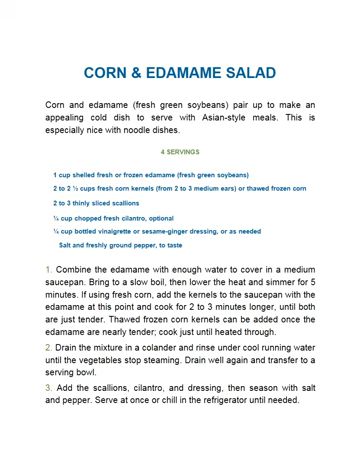 CORN & EDAMAME SALAD
Corn and edamame (fresh green soybeans) pair up to make an
appealing cold dish to serve with Asian-style meals. This is
especially nice with noodle dishes.
4 SERVINGS
1 cup shelled fresh or frozen edamame (fresh green soybeans)
2 to 2 ½ cups fresh corn kernels (from 2 to 3 medium ears) or thawed frozen corn
2 to 3 thinly sliced scallions
¼ cup chopped fresh cilantro, optional
¼ cup bottled vinaigrette or sesame-ginger dressing, or as needed
Salt and freshly ground pepper, to taste
1. Combine the edamame with enough water to cover in a medium
saucepan. Bring to a slow boil, then lower the heat and simmer for 5
minutes. If using fresh corn, add the kernels to the saucepan with the
edamame at this point and cook for 2 to 3 minutes longer, until both
are just tender. Thawed frozen corn kernels can be added once the
edamame are nearly tender; cook just until heated through.
2. Drain the mixture in a colander and rinse under cool running water
until the vegetables stop steaming. Drain well again and transfer to a
serving bowl.
3. Add the scallions, cilantro, and dressing, then season with salt
and pepper. Serve at once or chill in the refrigerator until needed.